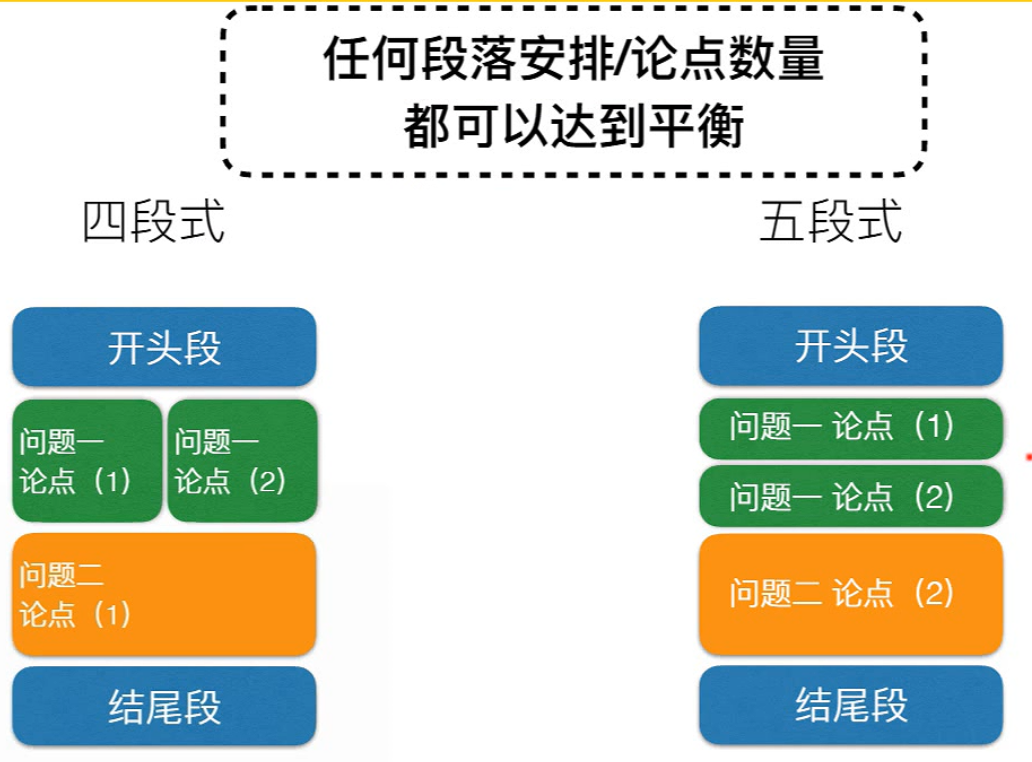 任何段落安排/论点数量
都可以达到平衡
四段式
五段式
开头段
问题一
论点（1）
问题一
论点（2）
问题二
论点（1）
结尾段
开头段
问题一 论点（1）
问题一 论点（2）
问题二 论点（2）
结尾段